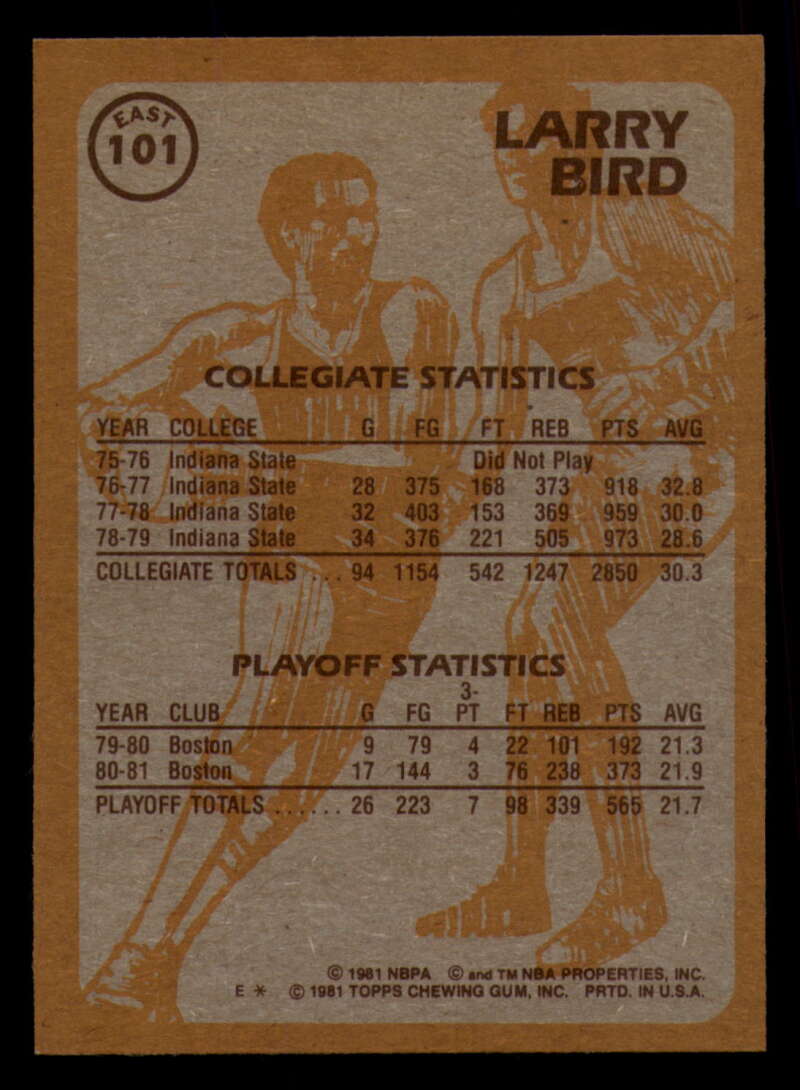 EAST
101
LARRY
BIRD
COLLEGIATE STATISTICS
YEAR COLLEGE G FG FT REB PTS AVG
75-76 Indiana State Did Not Play
76-77 Indiana State 28 375 168 373 918 32.8
77-78 Indiana State 32 403 153 369 959 30.0
78-79 Indiana State 34 376 221 505 973 28.6
COLLEGIATE TOTALS ... 94 1154 542 1247 2850 30.3
PLAYOFF STATISTICS
3-
YEAR CLUB G FG PT FT REB PTS AVG
79-80 Boston 9 79 4 22 101 192 21.3
80-81 Boston 17 144 3 76 238 373 21.9
PLAYOFF TOTALS ...... 26 223 7 98 339 565 21.7
© 1981 NBPA © and TM NBA PROPERTIES, INC.
E * © 1981 TOPPS CHEWING GUM, INC. PRTD. IN U.S.A.